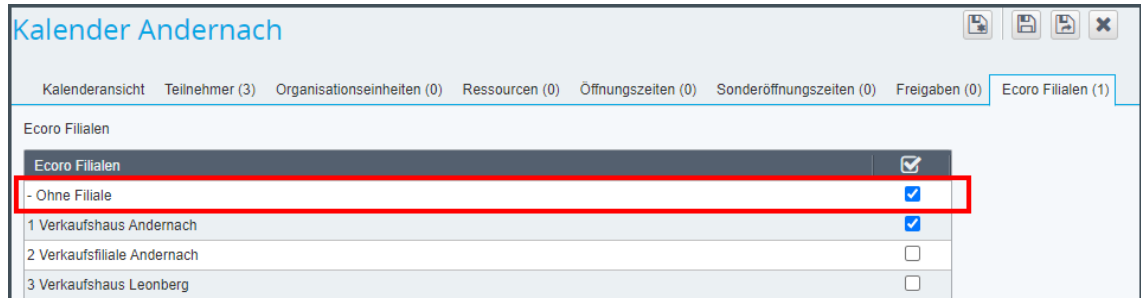 Kalender Andernach
Kalenderansicht Teilnehmer (3) Organisationseinheiten (0) Ressourcen (0) Öffnungszeiten (0) Sonderöffnungszeiten (0) Freigaben (0) Ecoro Filialen (1)
Ecoro Filialen
Ecoro Filialen
- Ohne Filiale
1 Verkaufshaus Andernach
2 Verkaufsfiliale Andernach
3 Verkaufshaus Leonberg